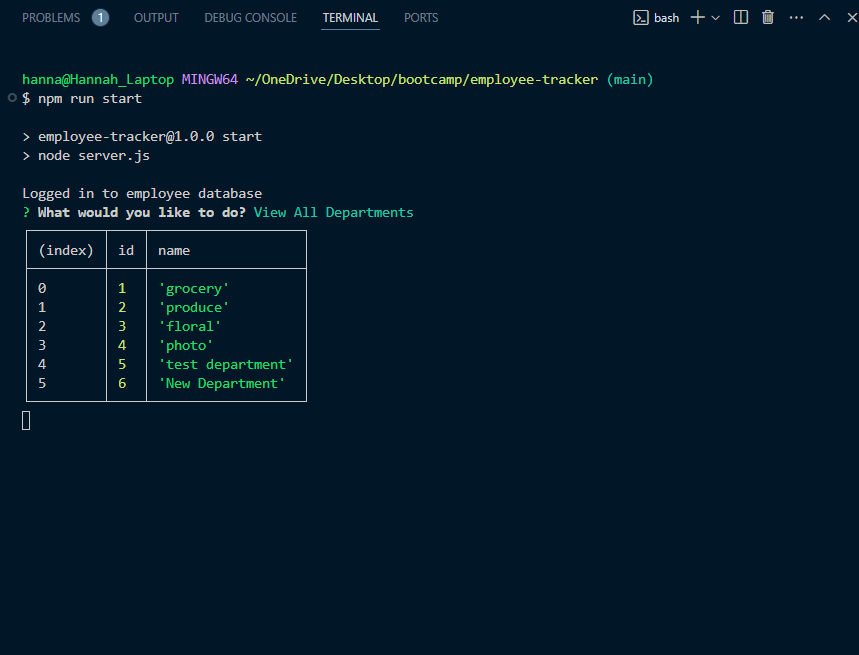 PROBLEMS 1 OUTPUT DEBUG CONSOLE TERMINAL PORTS bash
hanna@Hannah_Laptop MINGW64 ~/OneDrive/Desktop/bootcamp/employee-tracker (main)
$ npm run start
> employee-tracker@1.0.0 start
> node server.js
Logged in to employee database
? What would you like to do? View All Departments
(index) id name
0 1 'grocery'
1 2 'produce'
2 3 'floral'
3 4 'photo'
4 5 'test department'
5 6 'New Department'